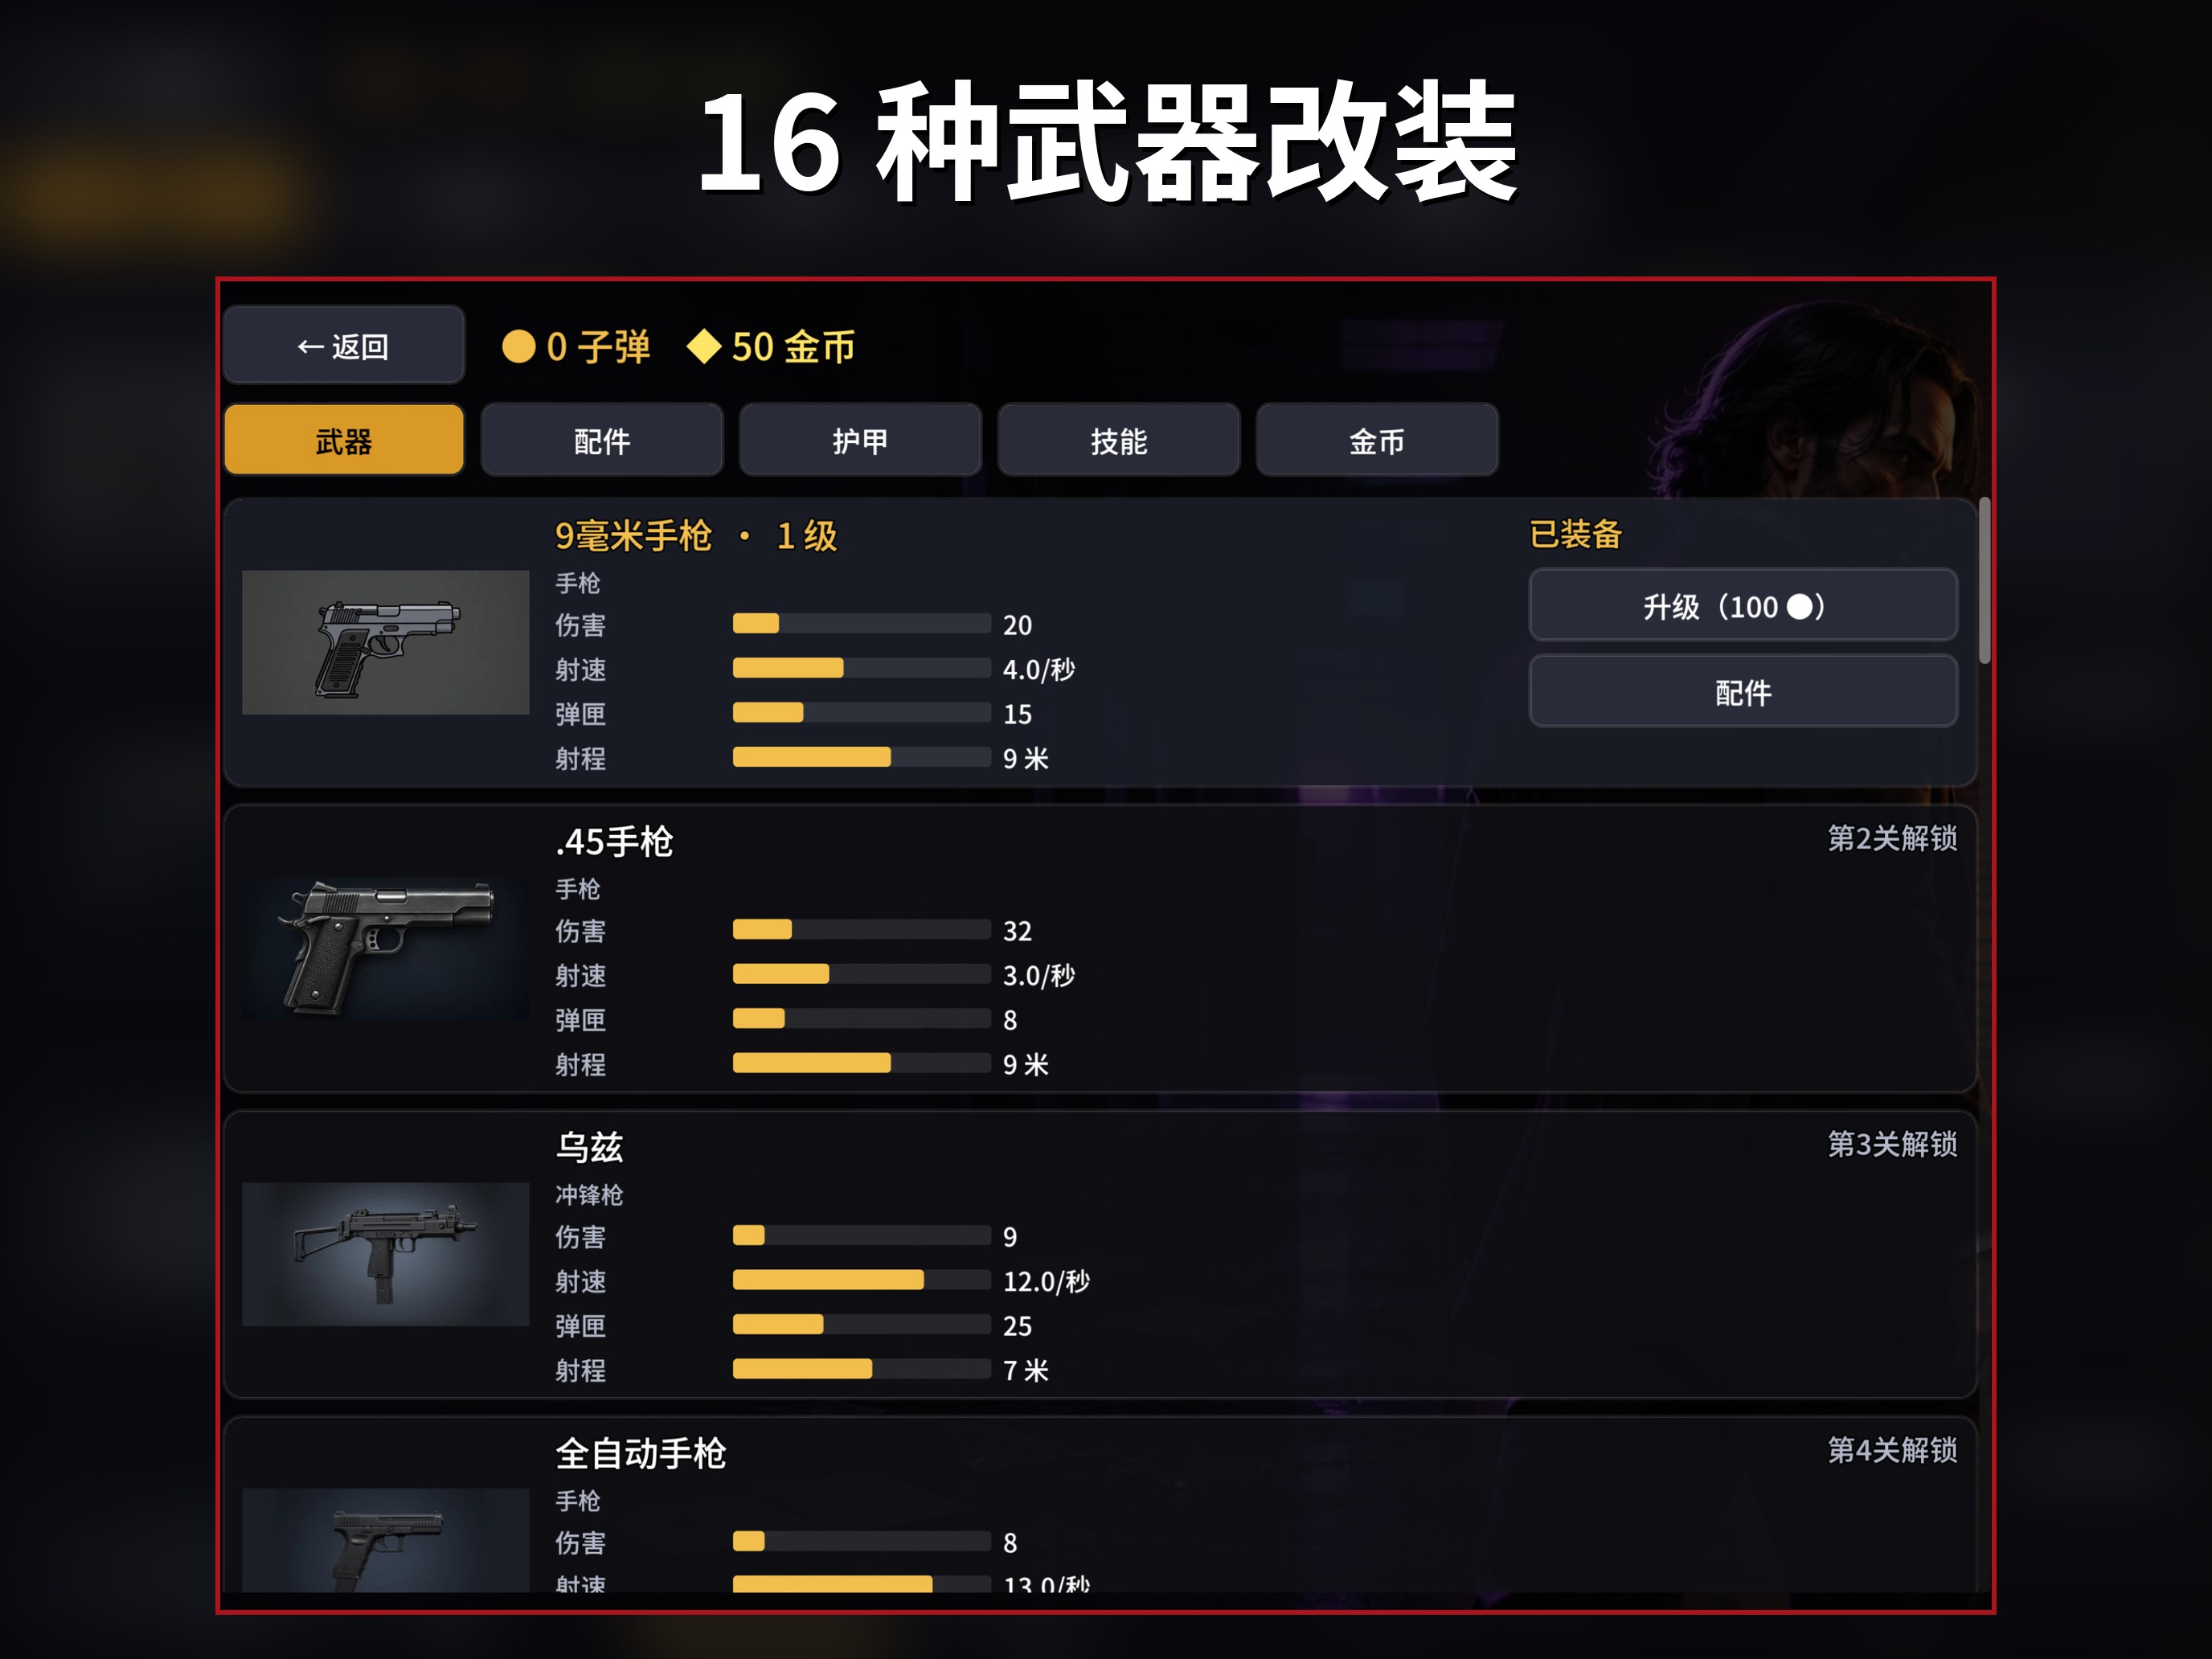 16 种武器改装
← 返回 0 子弹 50 金币
武器 配件 护甲 技能 金币
9毫米手枪 · 1 级 已装备
手枪
伤害 20
射速 4.0/秒
弹匣 15
射程 9 米
升级（100 ●）
配件
.45手枪 第2关解锁
手枪
伤害 32
射速 3.0/秒
弹匣 8
射程 9 米
乌兹 第3关解锁
冲锋枪
伤害 9
射速 12.0/秒
弹匣 25
射程 7 米
全自动手枪 第4关解锁
手枪
伤害 8
射速 13.0/秒